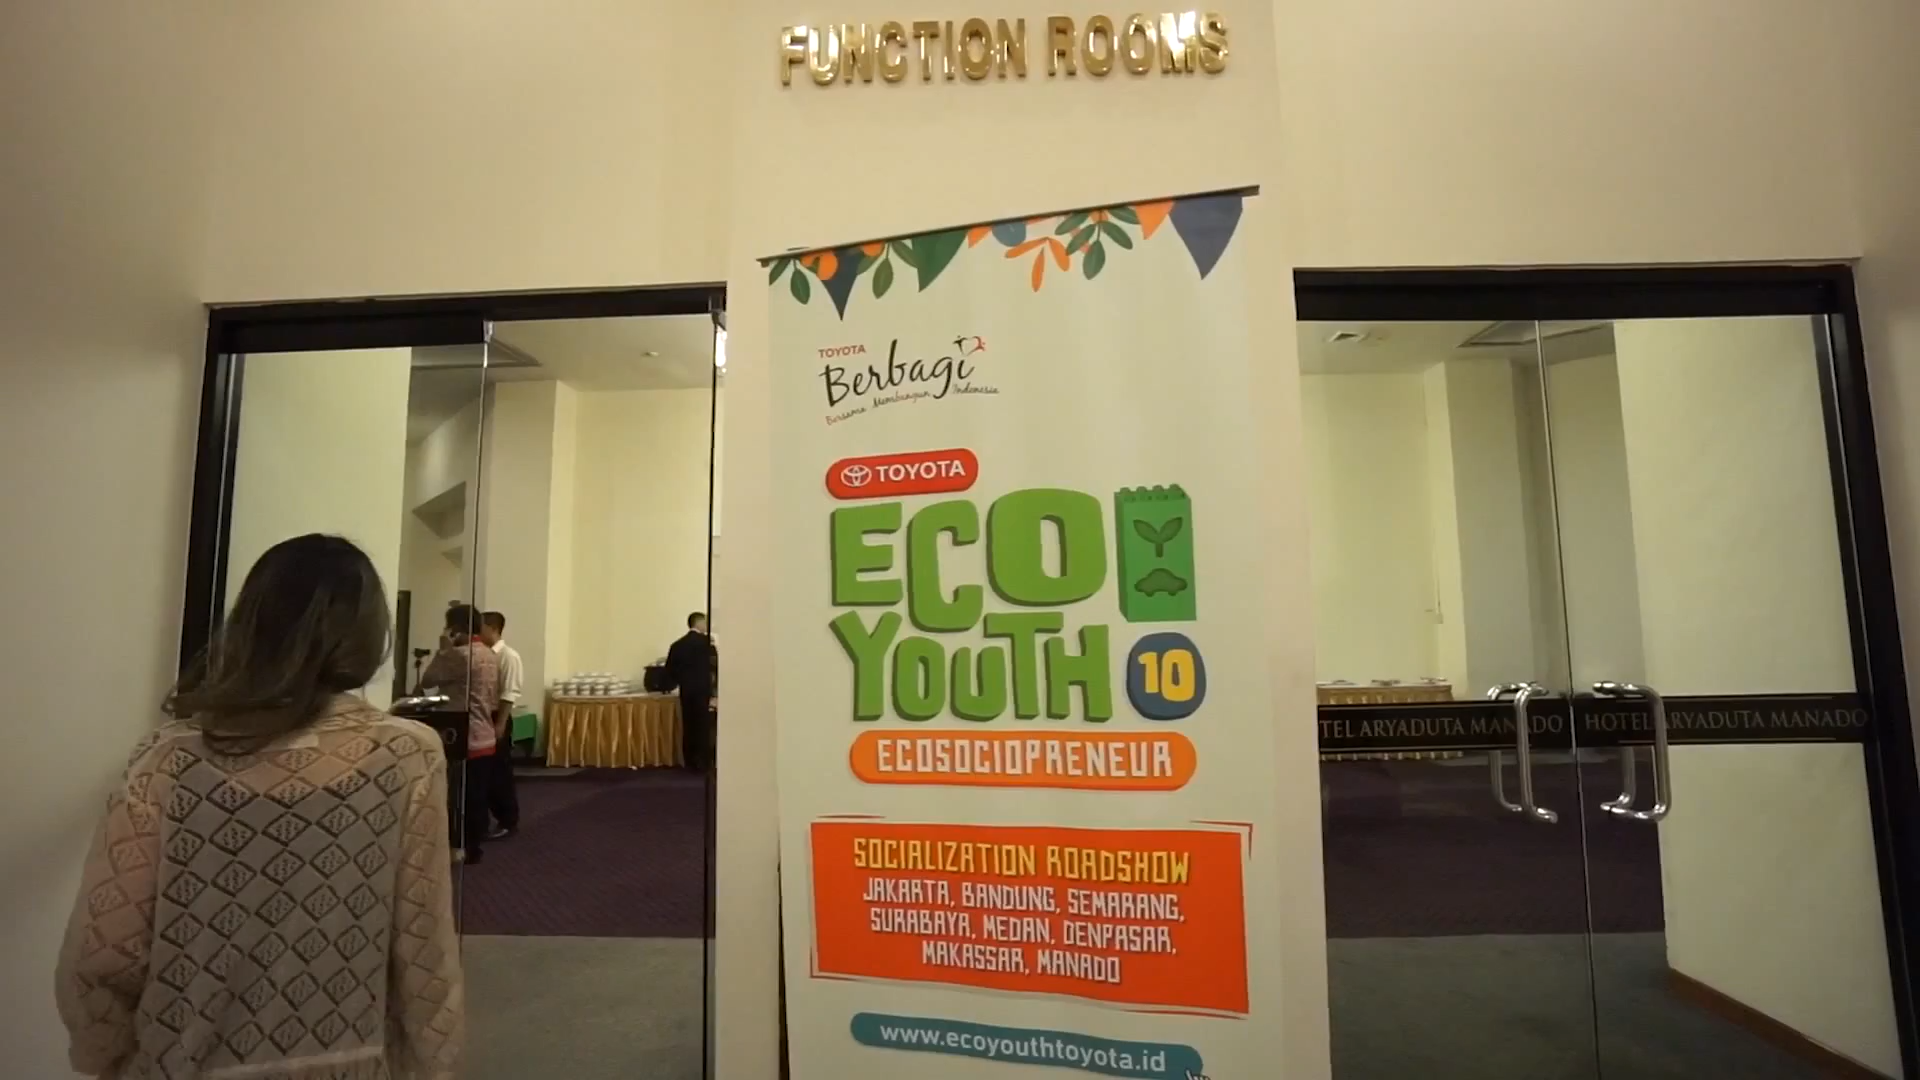 FUNCTION ROOMS
TOYOTA
Berbagi
Bersama Membangun Indonesia
TOYOTA
ECO
YOUTH 10
ECOSOCIOPRENEUR
SOCIALIZATION ROADSHOW
JAKARTA, BANDUNG, SEMARANG,
SURABAYA, MEDAN, DENPASAR,
MAKASSAR, MANADO
www.ecoyouthtoyota.id
TEL ARYADUTA MANADO
HOTEL ARYADUTA MANADO